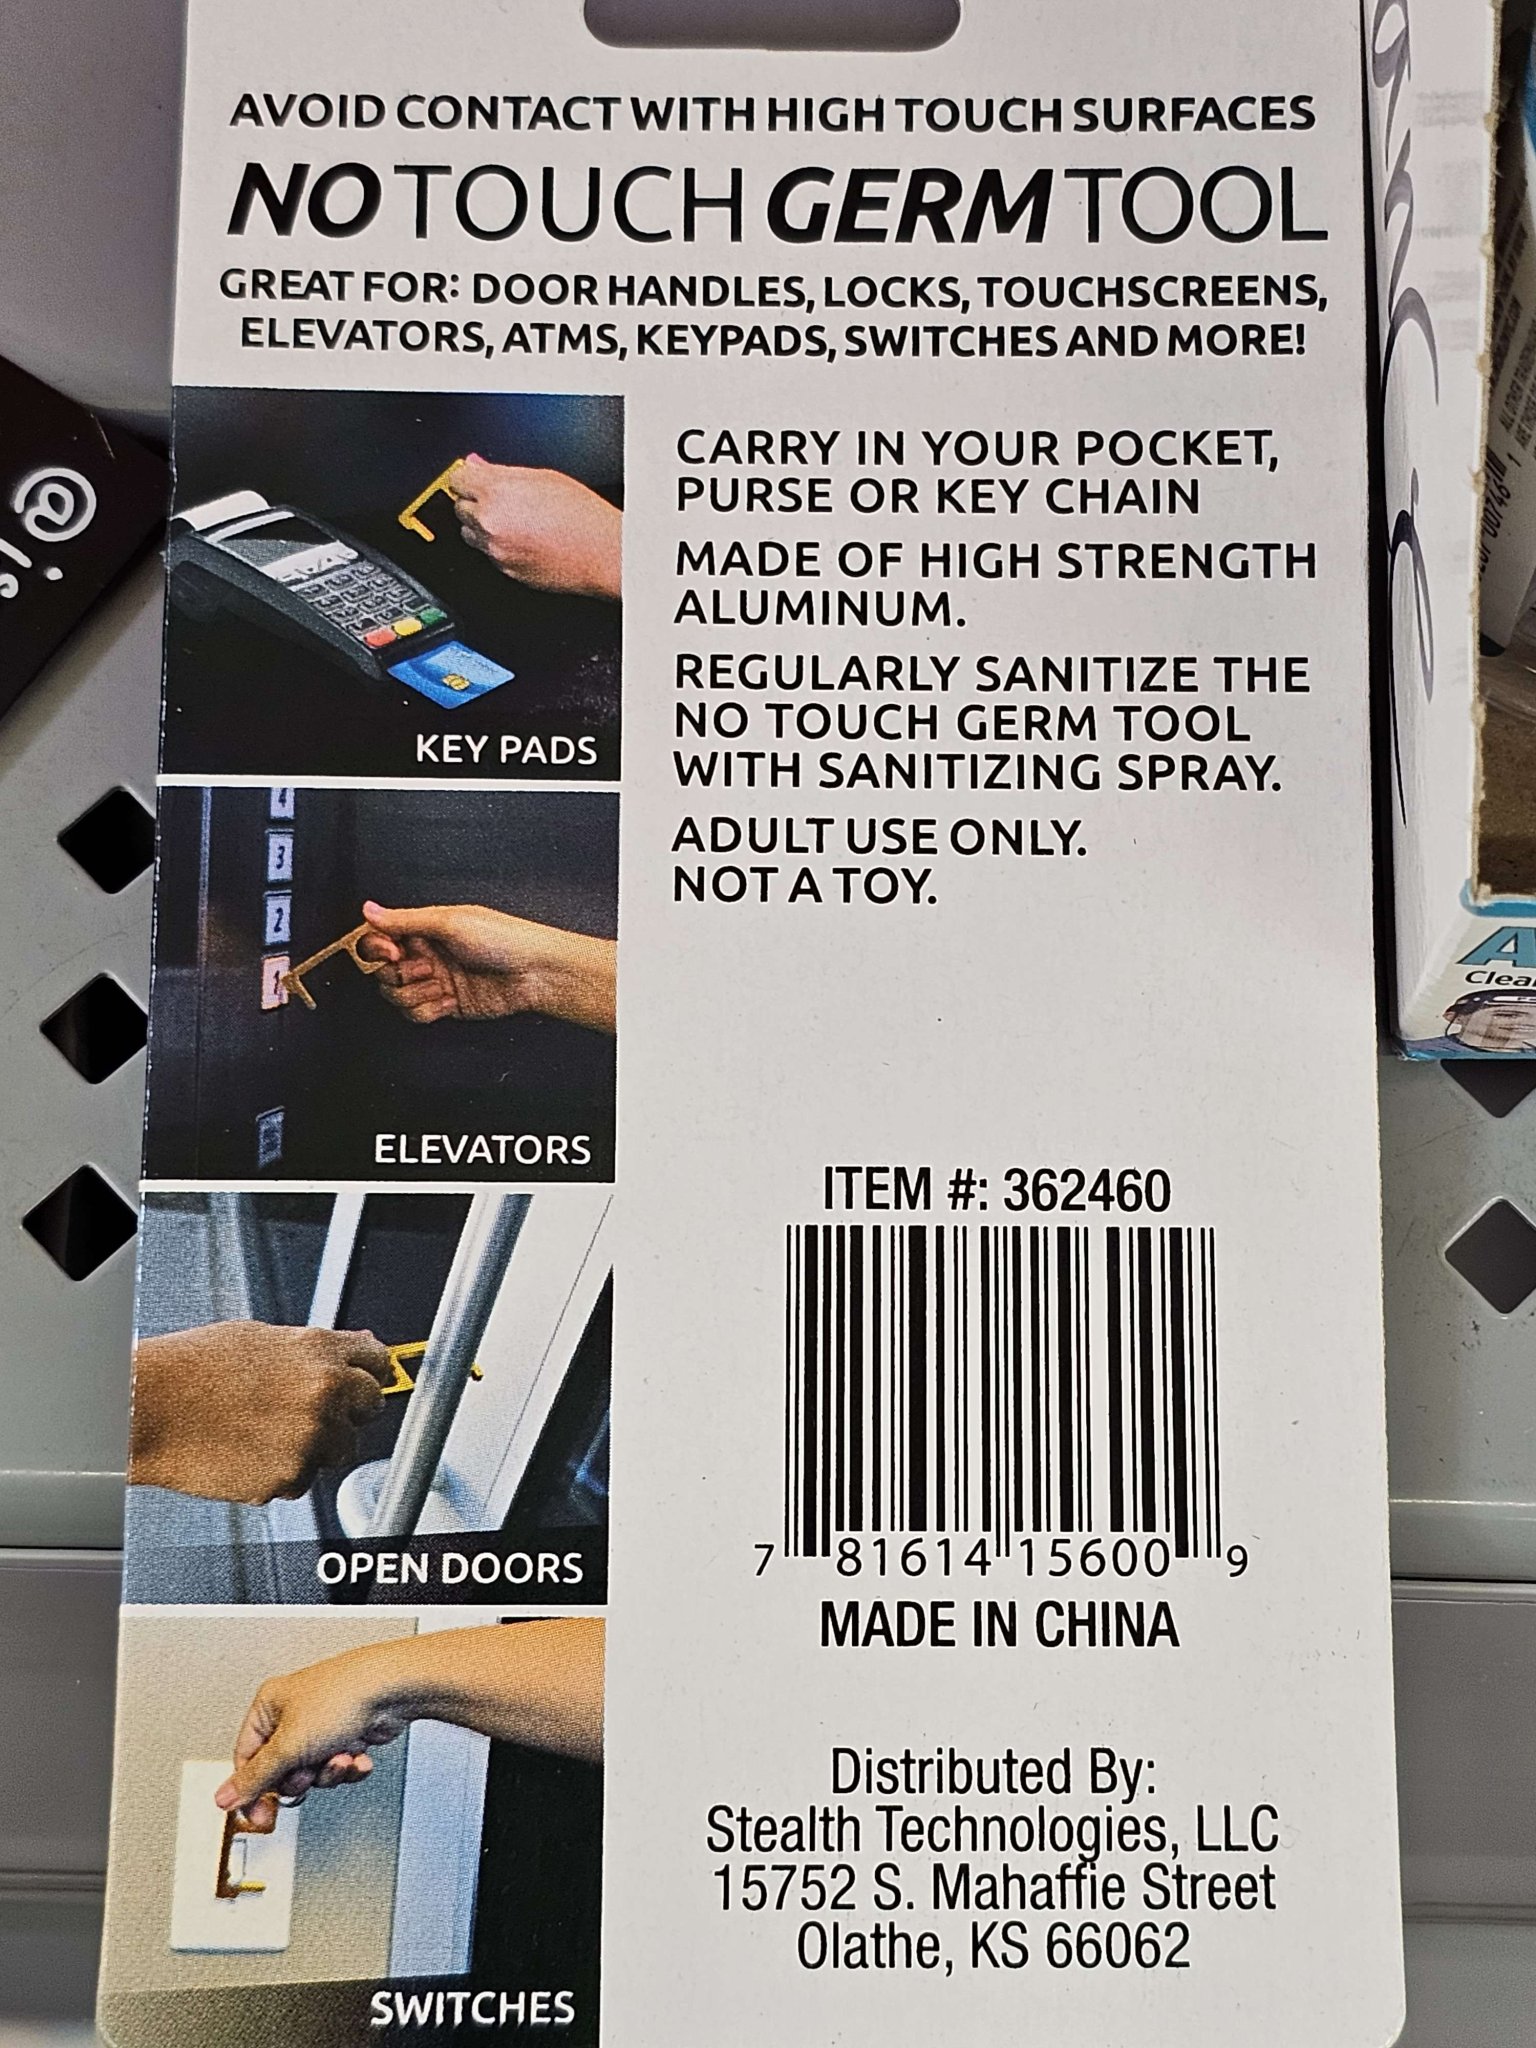 AVOID CONTACT WITH HIGH TOUCH SURFACES
NO TOUCH GERM TOOL
GREAT FOR: DOOR HANDLES, LOCKS, TOUCHSCREENS,
ELEVATORS, ATMS, KEYPADS, SWITCHES AND MORE!
KEY PADS
4
3
2
1
ELEVATORS
OPEN DOORS
SWITCHES
CARRY IN YOUR POCKET,
PURSE OR KEY CHAIN
MADE OF HIGH STRENGTH
ALUMINUM.
REGULARLY SANITIZE THE
NO TOUCH GERM TOOL
WITH SANITIZING SPRAY.
ADULT USE ONLY.
NOT A TOY.
ITEM #: 362460
7 81614 15600 9
MADE IN CHINA
Distributed By:
Stealth Technologies, LLC
15752 S. Mahaffie Street
Olathe, KS 66062